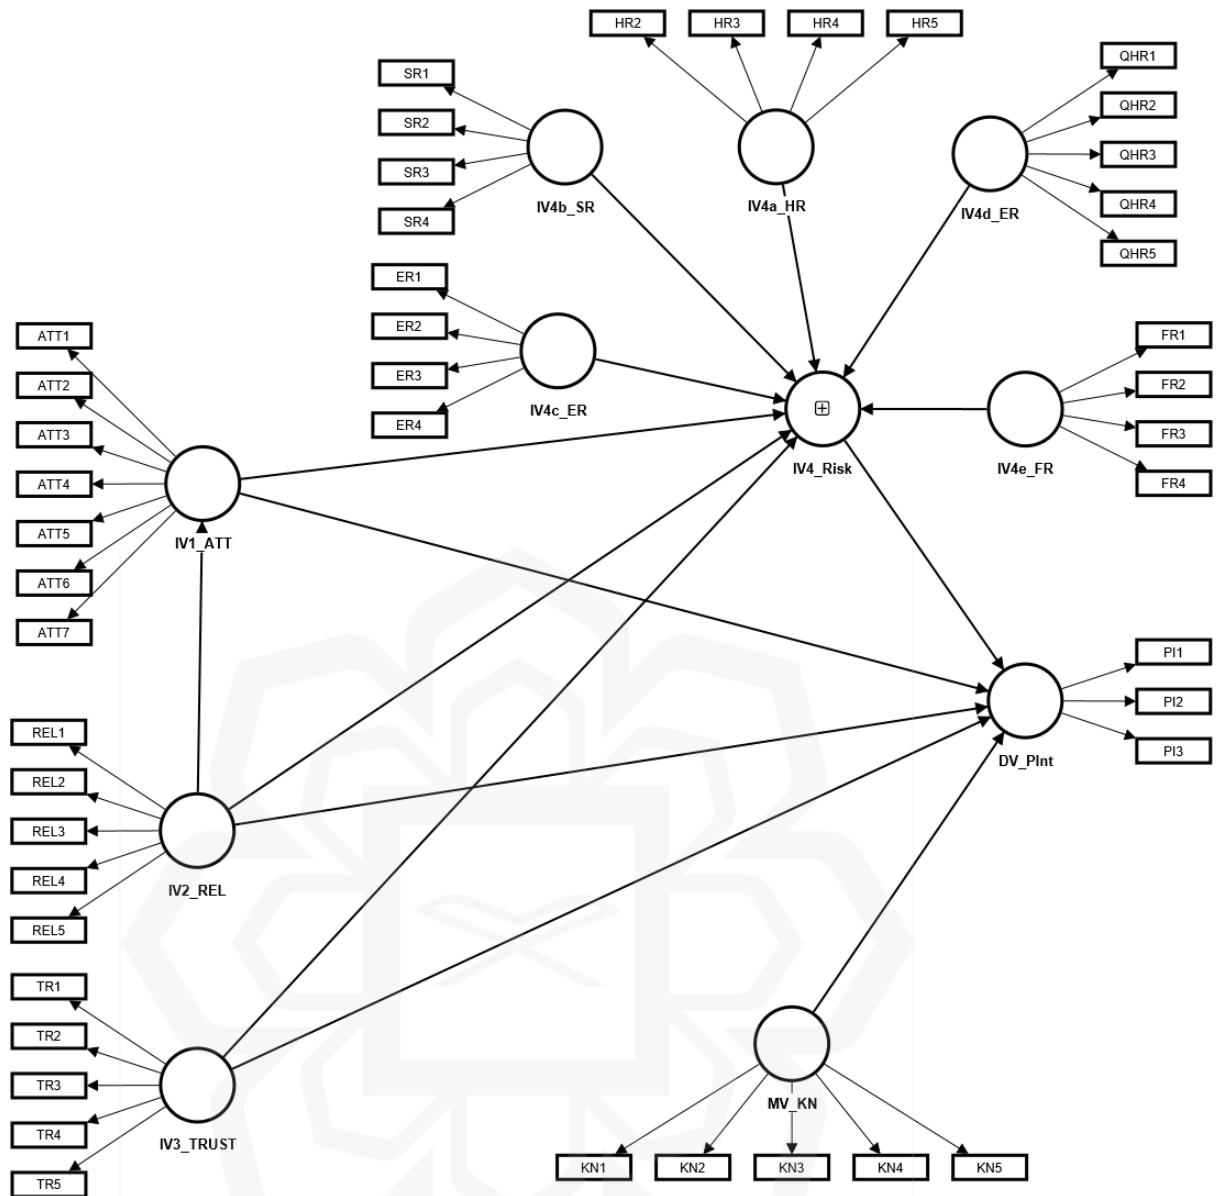 HR2
HR3
HR4
HR5
SR1
SR2
SR3
SR4
IV4b_SR
IV4a_HR
QHR1
QHR2
QHR3
QHR4
QHR5
IV4d_ER
ER1
ER2
ER3
ER4
IV4c_ER
IV4_Risk
FR1
FR2
FR3
FR4
IV4e_FR
ATT1
ATT2
ATT3
ATT4
ATT5
ATT6
ATT7
IV1_ATT
PI1
PI2
PI3
DV_PInt
REL1
REL2
REL3
REL4
REL5
IV2_REL
TR1
TR2
TR3
TR4
TR5
IV3_TRUST
MV_KN
KN1
KN2
KN3
KN4
KN5